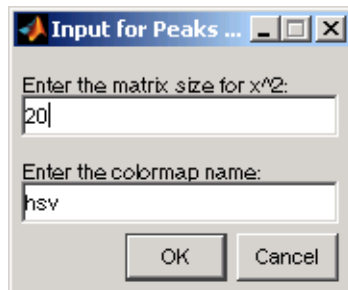 Input for Peaks ...
Enter the matrix size for x^2:
20
Enter the colormap name:
hsv
OK
Cancel